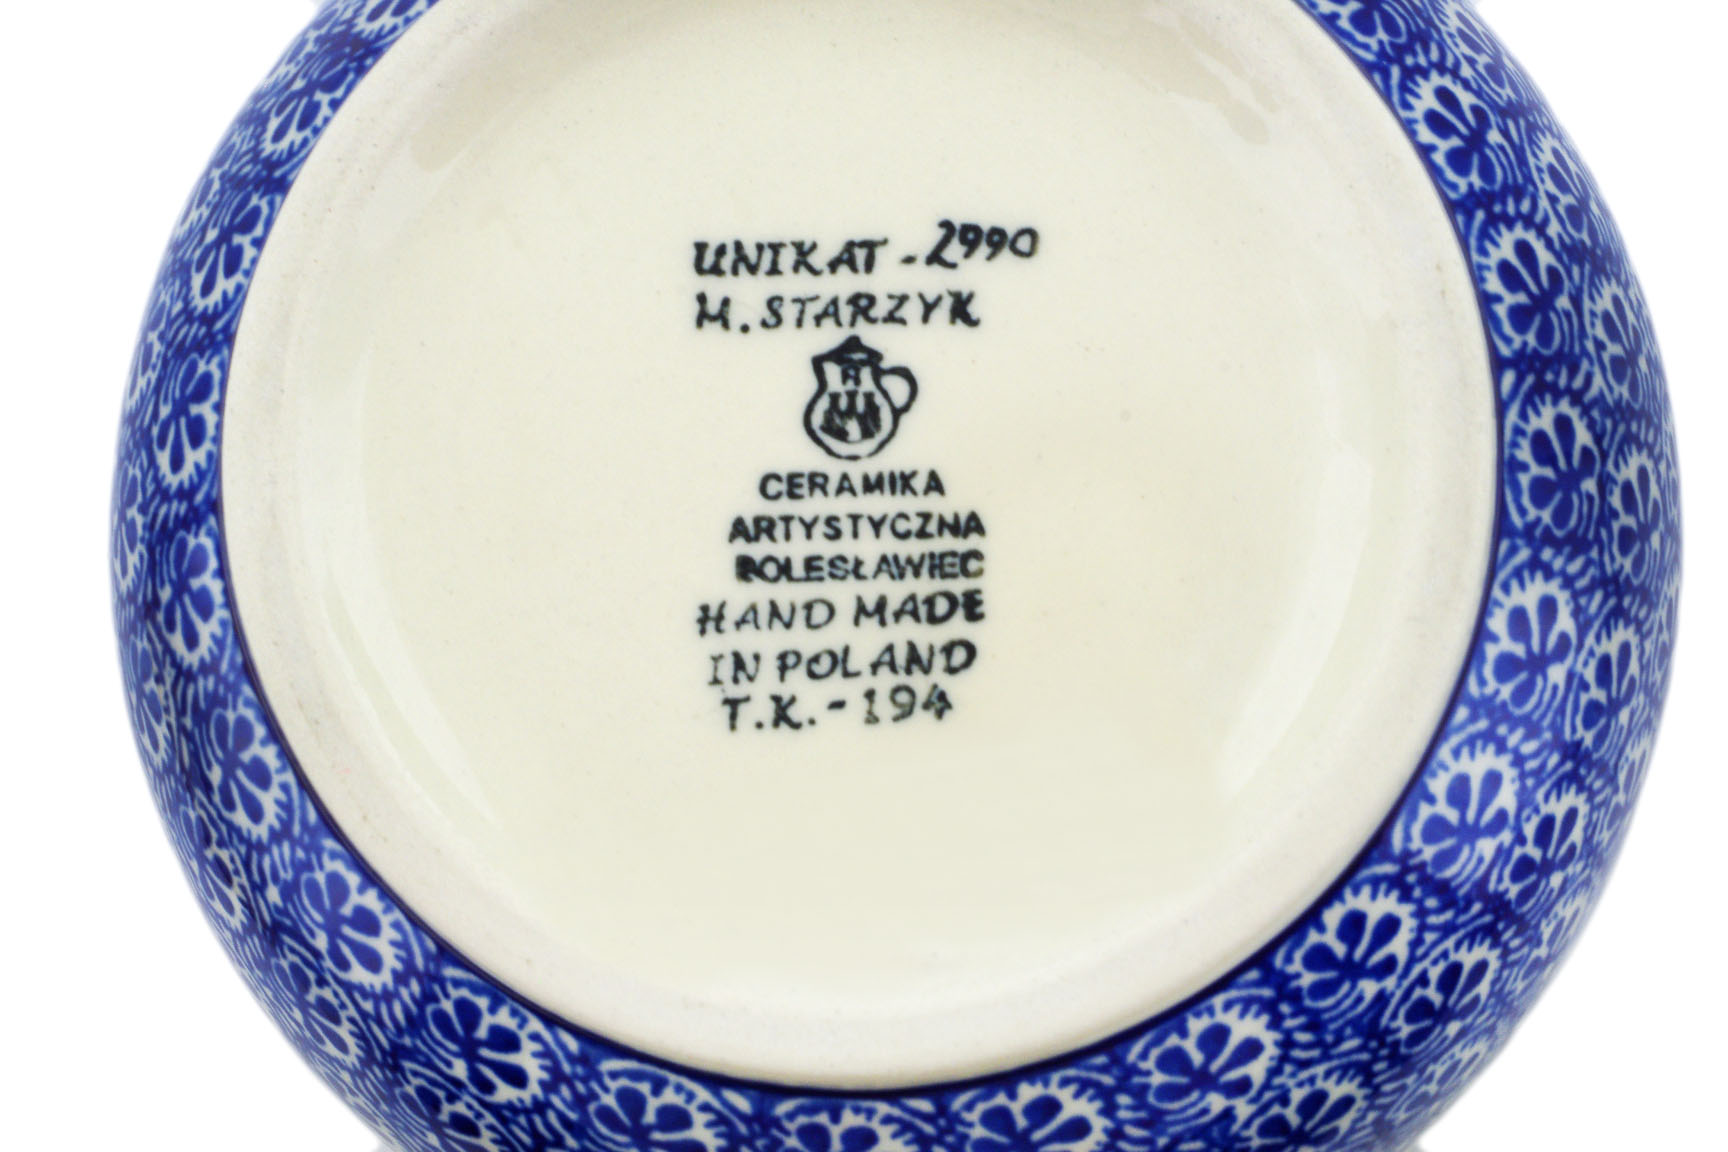 UNIKAT - 2990
M. STARZYK
CERAMIKA
ARTYSTYCZNA
BOLESŁAWIEC
HAND MADE
IN POLAND
T.K. - 194